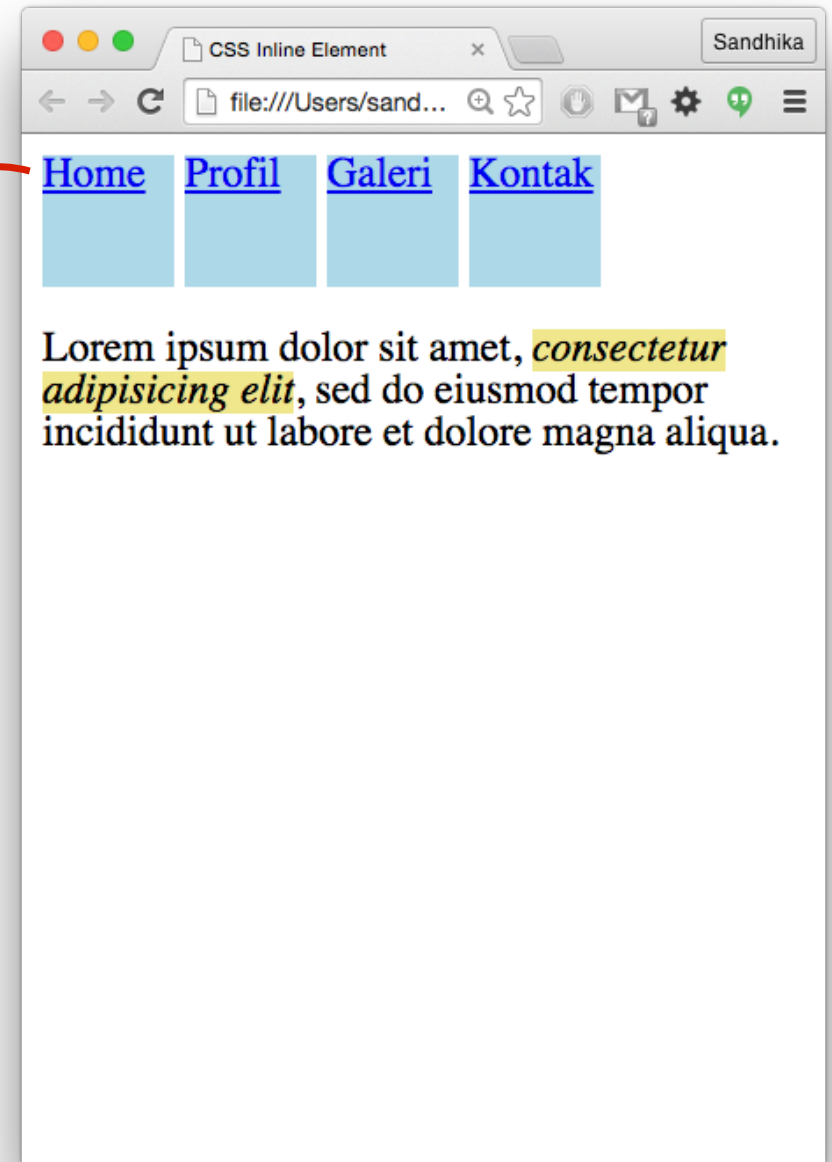 CSS Inline Element
Sandhika
file:///Users/sand...
Home Profil Galeri Kontak
Lorem ipsum dolor sit amet, consectetur
adipisicing elit, sed do eiusmod tempor
incididunt ut labore et dolore magna aliqua.